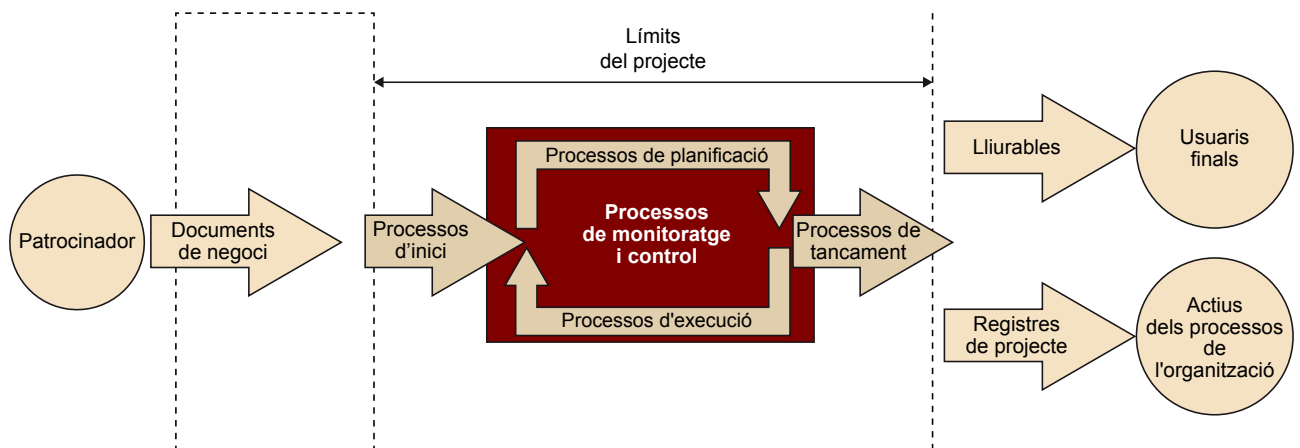 Límits
del projecte
Patrocinador
Documents
de negoci
Processos
d’inici
Processos de planificació
Processos
de monitoratge
i control
Processos d'execució
Processos de
tancament
Lliurables
Usuaris
finals
Registres
de projecte
Actius
dels processos
de
l'organització